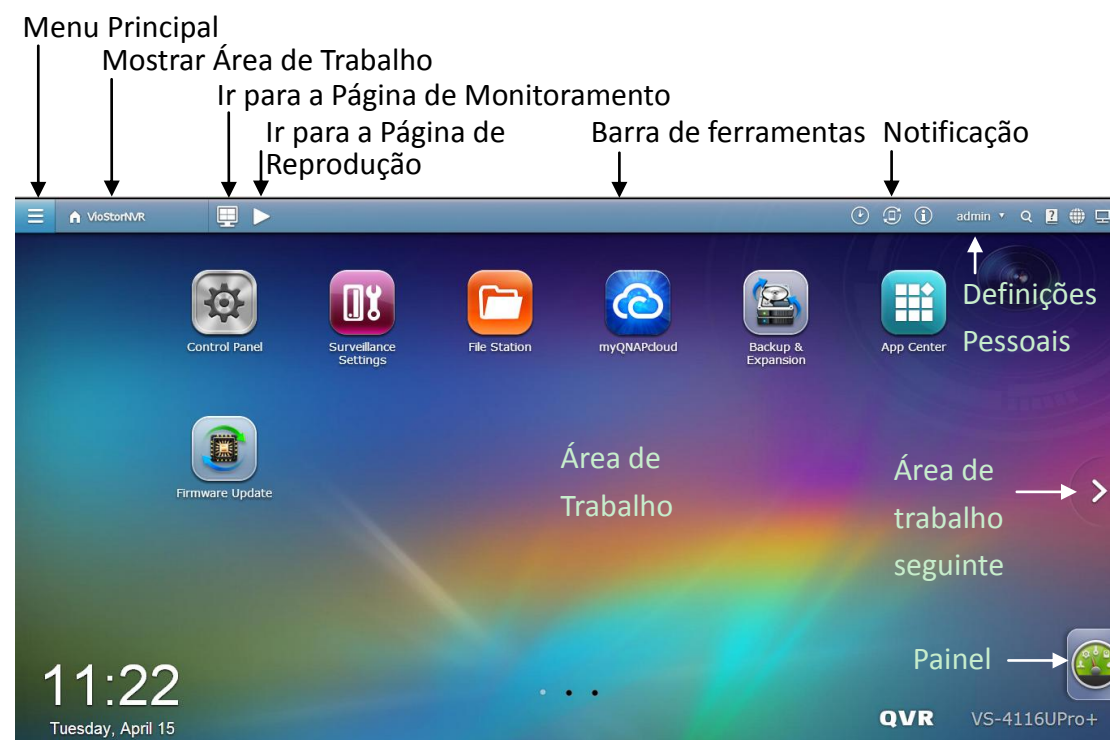 Menu Principal
Mostrar Área de Trabalho
Ir para a Página de Monitoramento
Ir para a Página de
Reprodução
Barra de ferramentas
Notificação
VioStorNVR
admin
Definições
Pessoais
Control Panel
Surveillance
Settings
File Station
myQNAPcloud
Backup &
Expansion
App Center
Firmware Update
Área de
Trabalho
Área de
trabalho
seguinte
Painel
11:22
Tuesday, April 15
QVR
VS-4116UPro+